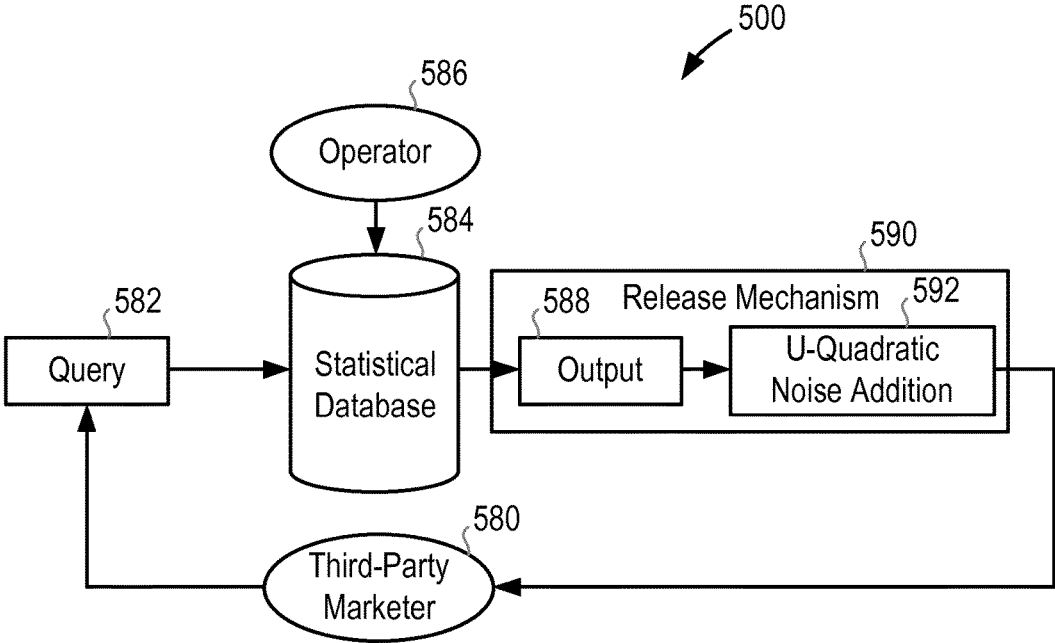 500
586
Operator
584
590
Release Mechanism
582
588
592
Query
Statistical
Database
Output
U-Quadratic
Noise Addition
580
Third-Party
Marketer